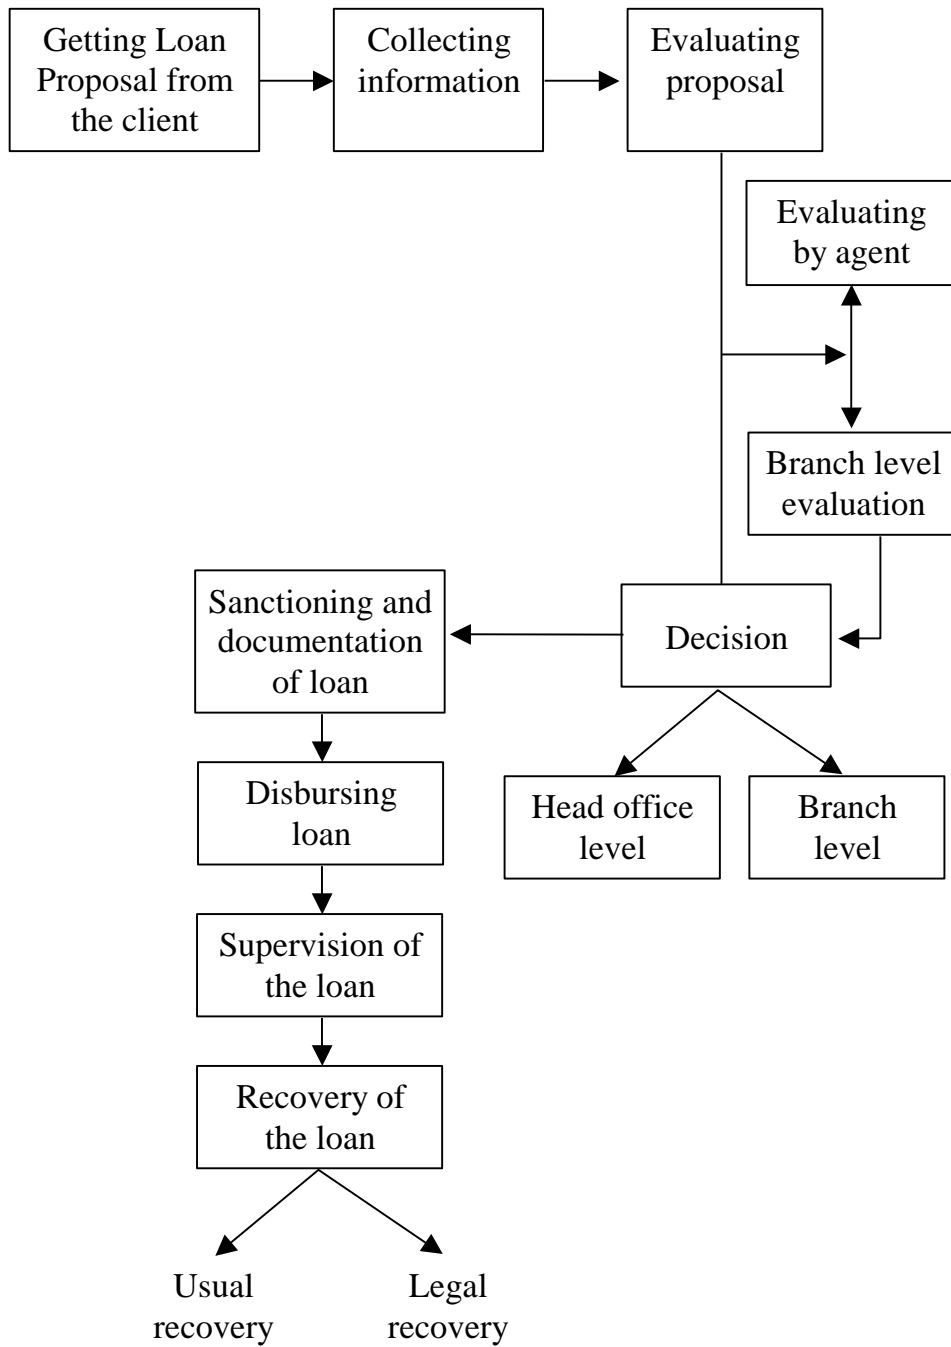 Getting Loan
Proposal from
the client
Collecting
information
Evaluating
proposal
Evaluating
by agent
Branch level
evaluation
Decision
Sanctioning and
documentation
of loan
Head office
level
Branch
level
Disbursing
loan
Supervision of
the loan
Recovery of
the loan
Usual
recovery
Legal
recovery